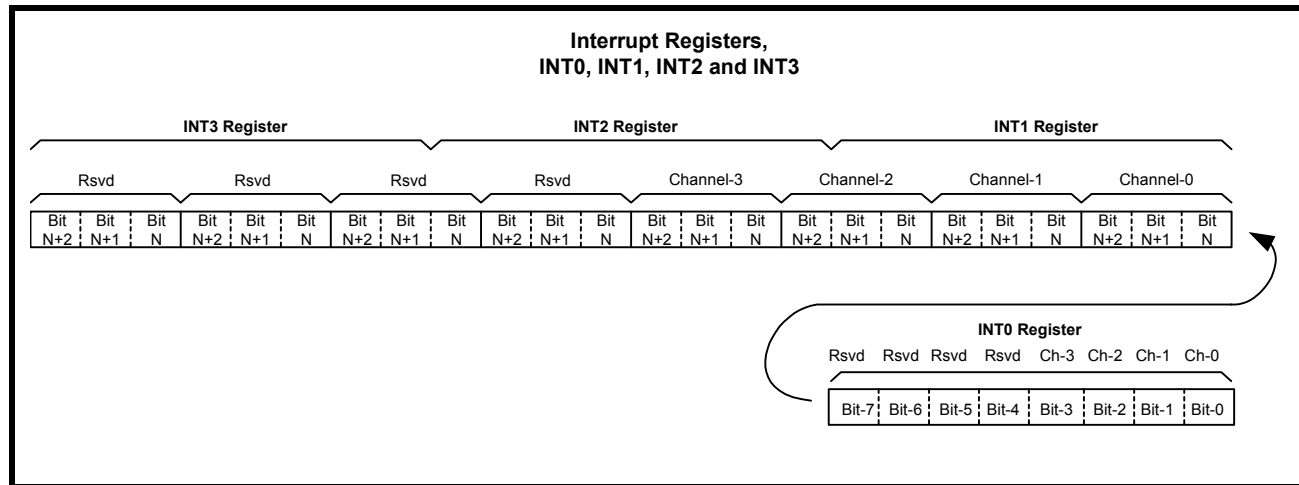 Interrupt Registers,
INT0, INT1, INT2 and INT3
INT3 Register INT2 Register INT1 Register
Rsvd Rsvd Rsvd Rsvd Channel-3 Channel-2 Channel-1 Channel-0
Bit Bit Bit Bit Bit Bit Bit Bit Bit Bit Bit Bit Bit Bit Bit Bit Bit Bit Bit Bit Bit Bit Bit Bit
N+2 N+1 N N+2 N+1 N N+2 N+1 N N+2 N+1 N N+2 N+1 N N+2 N+1 N N+2 N+1 N N+2 N+1 N
INT0 Register
Rsvd Rsvd Rsvd Rsvd Ch-3 Ch-2 Ch-1 Ch-0
Bit-7 Bit-6 Bit-5 Bit-4 Bit-3 Bit-2 Bit-1 Bit-0